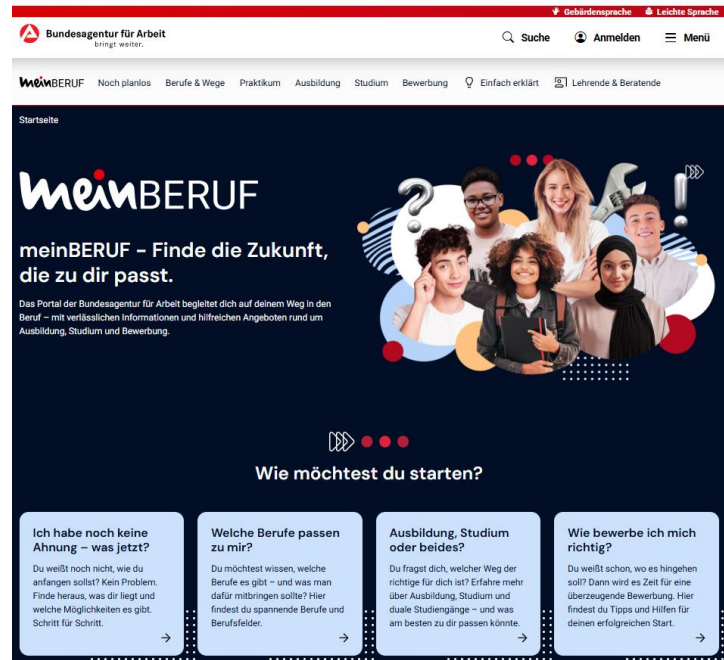 Gebärdensprache Leichte Sprache
Bundesagentur für Arbeit
bringt weiter.
Suche Anmelden Menü
meinBERUF Noch planlos Berufe & Wege Praktikum Ausbildung Studium Bewerbung Einfach erklärt Lehrende & Beratende
Startseite
meinBERUF
meinBERUF – Finde die Zukunft,
die zu dir passt.
Das Portal der Bundesagentur für Arbeit begleitet dich auf deinem Weg in den
Beruf – mit verlässlichen Informationen und hilfreichen Angeboten rund um
Ausbildung, Studium und Bewerbung.
Wie möchtest du starten?
Ich habe noch keine
Ahnung – was jetzt?
Du weißt noch nicht, wie du
anfangen sollst? Kein Problem.
Finde heraus, was dir liegt und
welche Möglichkeiten es gibt.
Schritt für Schritt.
Welche Berufe passen
zu mir?
Du möchtest wissen, welche
Berufe es gibt – und was man
dafür mitbringen sollte? Hier
findest du spannende Berufe und
Berufsfelder.
Ausbildung, Studium
oder beides?
Du fragst dich, welcher Weg der
richtige für dich ist? Erfahre mehr
über Ausbildung, Studium und
duale Studiengänge – und was
am besten zu dir passen könnte.
Wie bewerbe ich mich
richtig?
Du weißt schon, wo es hingehen
soll? Dann wird es Zeit für eine
überzeugende Bewerbung. Hier
findest du Tipps und Hilfen für
deinen erfolgreichen Start.